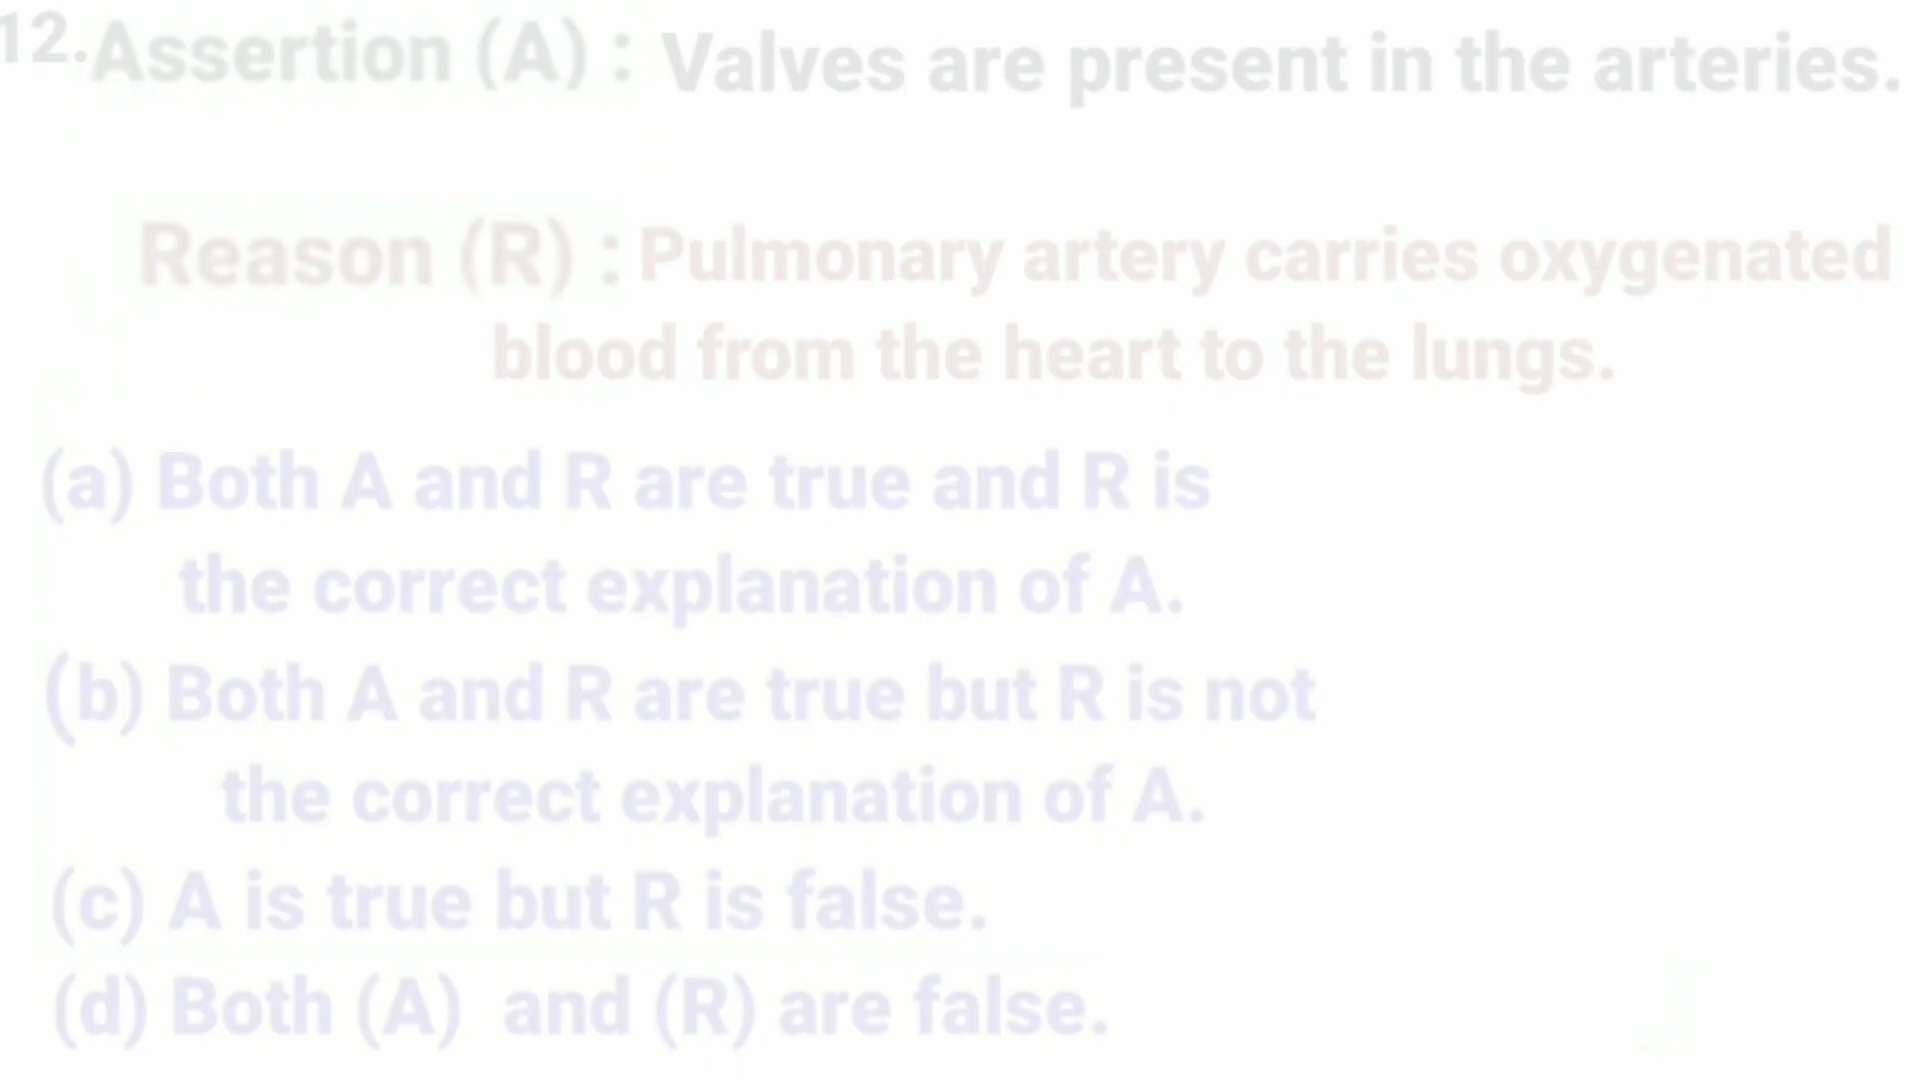 12. Assertion (A) : Valves are present in the arteries.
Reason (R) : Pulmonary artery carries oxygenated
blood from the heart to the lungs.
(a) Both A and R are true and R is
the correct explanation of A.
(b) Both A and R are true but R is not
the correct explanation of A.
(c) A is true but R is false.
(d) Both (A) and (R) are false.